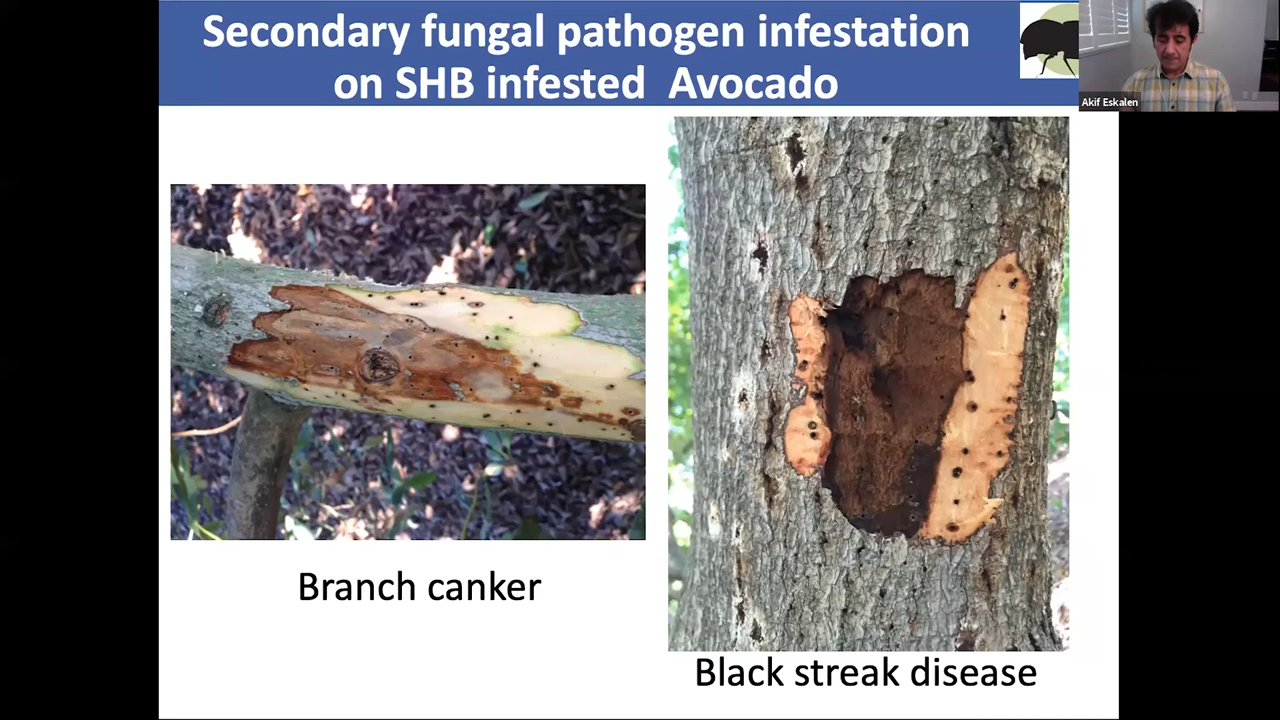 Secondary fungal pathogen infestation
on SHB infested Avocado
Akif Eskalen
Branch canker
Black streak disease